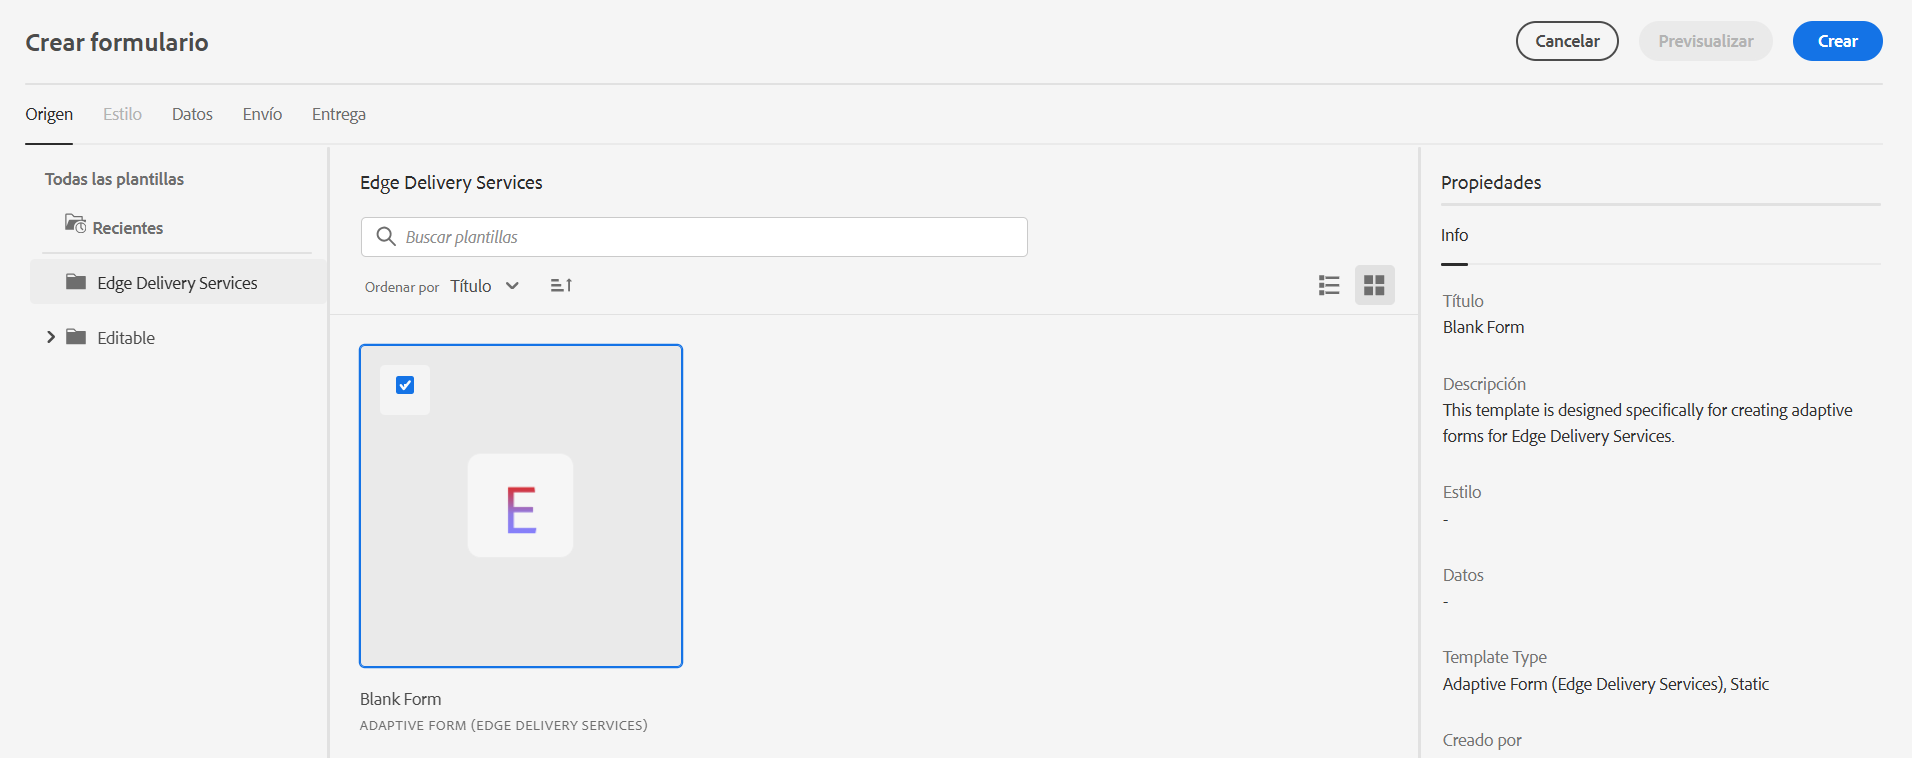 Crear formulario
Cancelar
Previsualizar
Crear
Origen
Estilo
Datos
Envío
Entrega
Todas las plantillas
Recientes
Edge Delivery Services
Editable
Edge Delivery Services
Buscar plantillas
Ordenar por Título
E
Blank Form
ADAPTIVE FORM (EDGE DELIVERY SERVICES)
Propiedades
Info
Título
Blank Form
Descripción
This template is designed specifically for creating adaptive
forms for Edge Delivery Services.
Estilo
-
Datos
-
Template Type
Adaptive Form (Edge Delivery Services), Static
Creado por